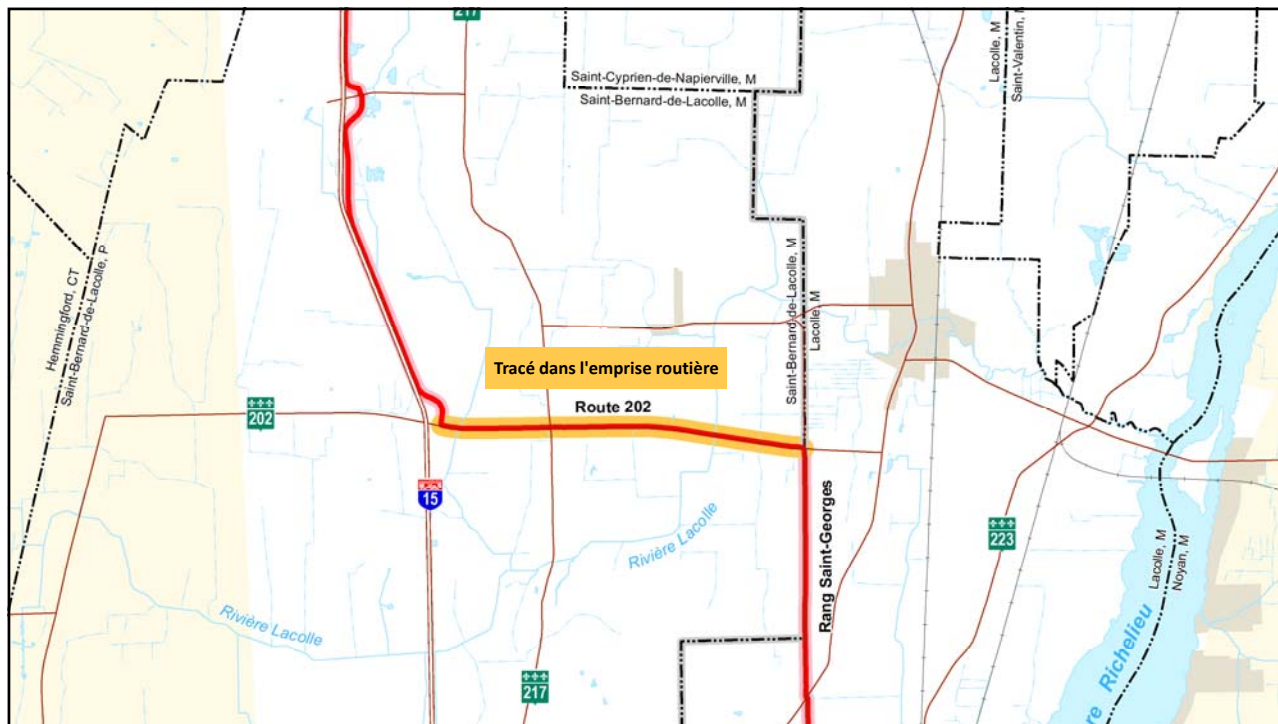 217
Saint-Cyprien-de-Napierville, M
Saint-Bernard-de-Lacolle, M
Lacolle, M
Saint-Valentin, M
Hemmingford, CT
Saint-Bernard-de-Lacolle, P
Saint-Bernard-de-Lacolle, M
Lacolle, M
Tracé dans l'emprise routière
Route 202
202
15
Rivière Lacolle
Rang Saint-Georges
223
Lacolle, M
Noyan, M
Rivière Lacolle
217
re Richelieu